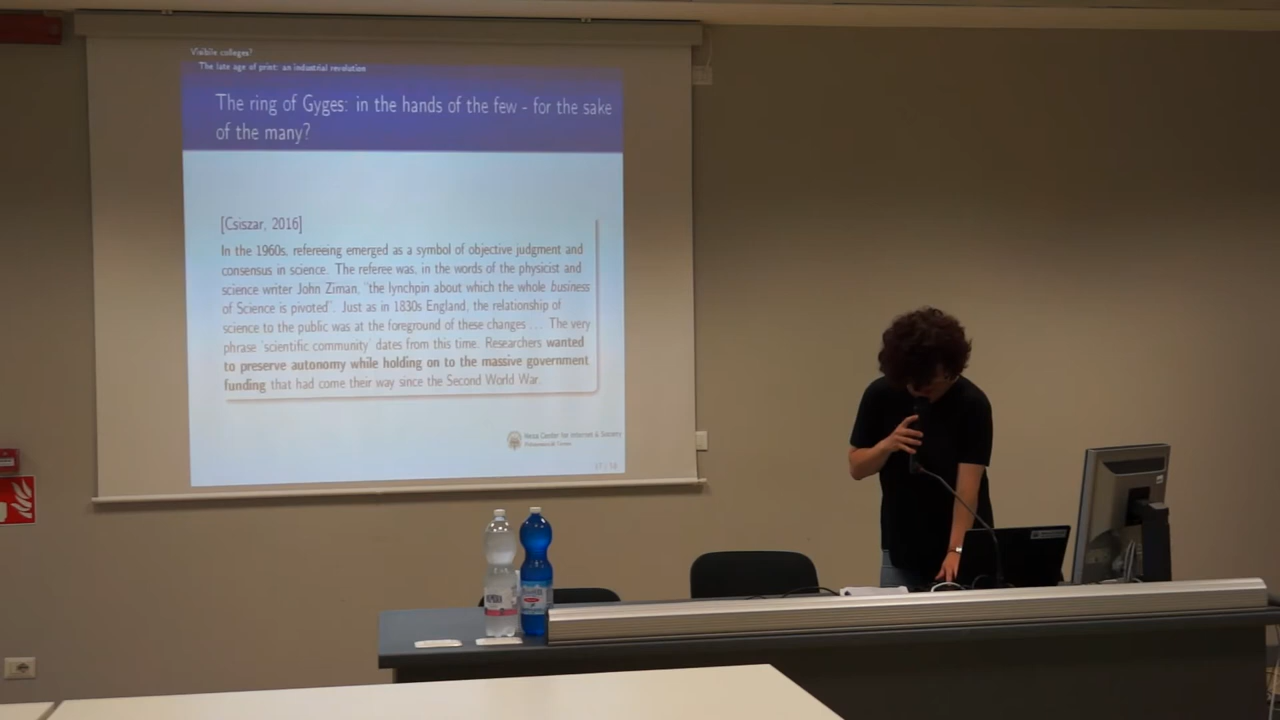 Visibile colleges?
The late age of print: an industrial revolution
The ring of Gyges: in the hands of the few - for the sake
of the many?
[Csiszar, 2016]
In the 1960s, refereeing emerged as a symbol of objective judgment and
consensus in science. The referee was, in the words of the physicist and
science writer John Ziman, "the lynchpin about which the whole business
of Science is pivoted". Just as in 1830s England, the relationship of
science to the public was at the foreground of these changes ... The very
phrase 'scientific community' dates from this time. Researchers wanted
to preserve autonomy while holding on to the massive government
funding that had come their way since the Second World War.
Nexa Center for Internet & Society